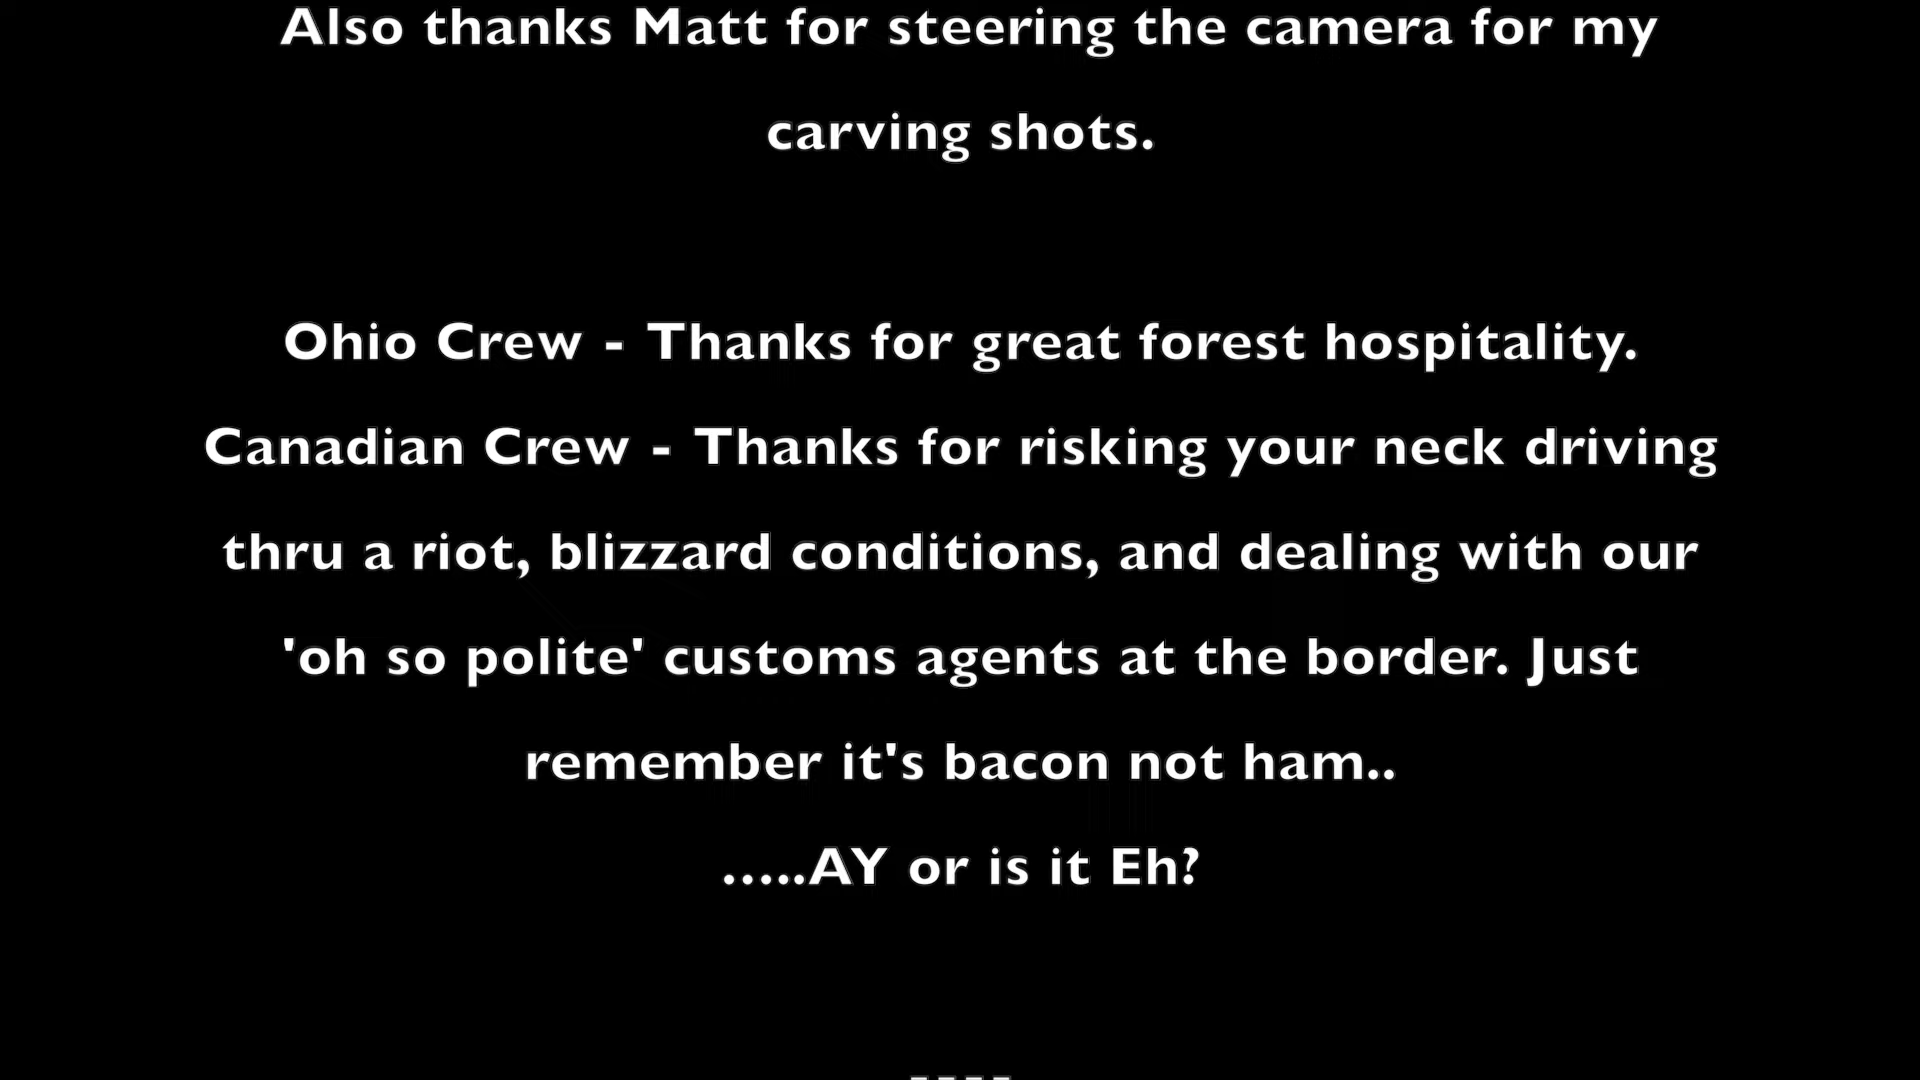 Also thanks Matt for steering the camera for my
carving shots.
Ohio Crew - Thanks for great forest hospitality.
Canadian Crew - Thanks for risking your neck driving
thru a riot, blizzard conditions, and dealing with our
'oh so polite' customs agents at the border. Just
remember it's bacon not ham..
.....AY or is it Eh?